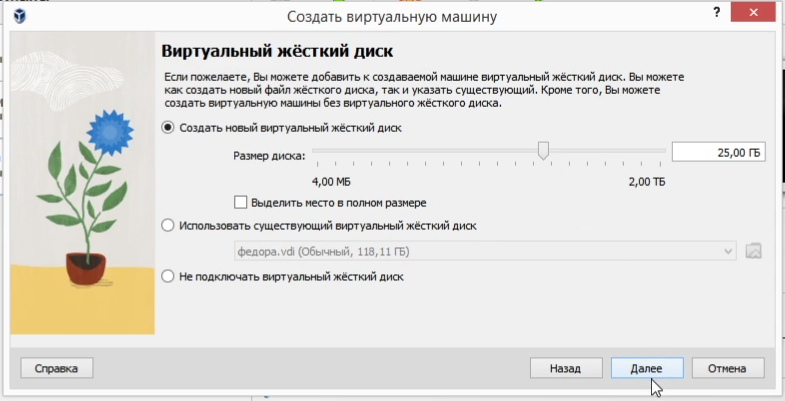 Создать виртуальную машину
?
Виртуальный жёсткий диск
Если пожелаете, Вы можете добавить к создаваемой машине виртуальный жёсткий диск. Вы можете
как создать новый файл жёсткого диска, так и указать существующий. Кроме того, Вы можете
создать виртуальную машины без виртуального жёсткого диска.
Создать новый виртуальный жёсткий диск
Размер диска:
25,00 ГБ
4,00 МБ
2,00 ТБ
Выделить место в полном размере
Использовать существующий виртуальный жёсткий диск
федора.vdi (Обычный, 118,11 ГБ)
Не подключать виртуальный жёсткий диск
Справка
Назад
Далее
Отмена